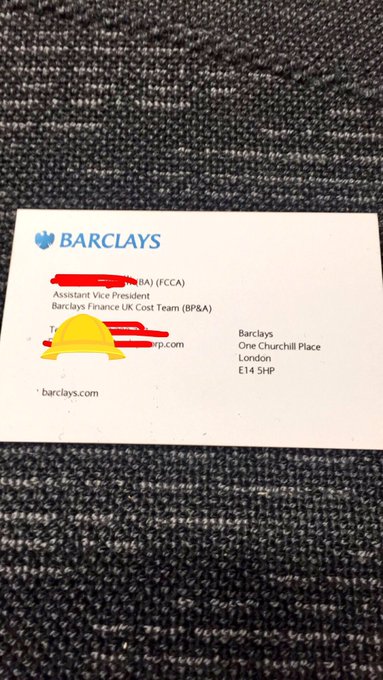 BARCLAYS
(BA) (FCCA)
Assistant Vice President
Barclays Finance UK Cost Team (BP&A)
orp.com
Barclays
One Churchill Place
London
E14 5HP
barclays.com